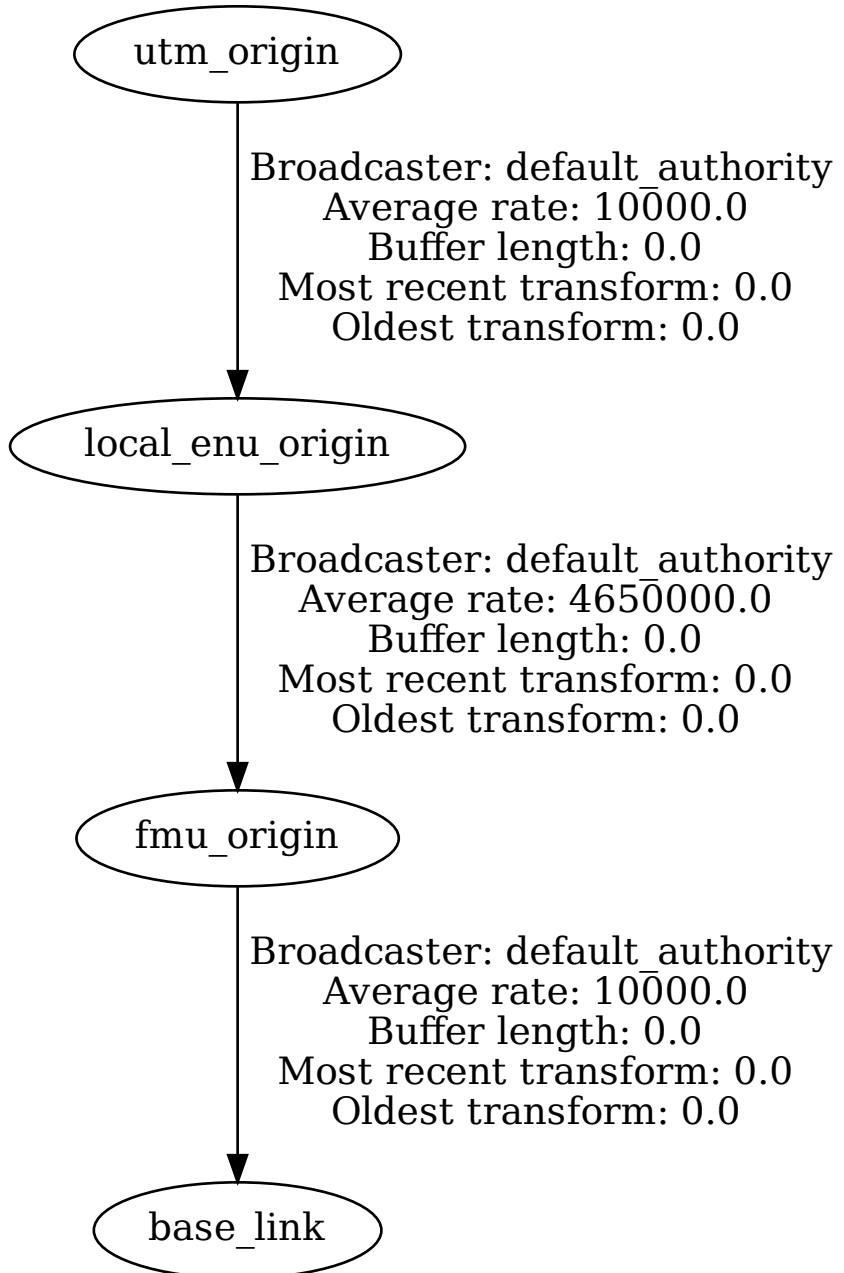 utm_origin
Broadcaster: default_authority
Average rate: 10000.0
Buffer length: 0.0
Most recent transform: 0.0
Oldest transform: 0.0
local_enu_origin
Broadcaster: default_authority
Average rate: 4650000.0
Buffer length: 0.0
Most recent transform: 0.0
Oldest transform: 0.0
fmu_origin
Broadcaster: default_authority
Average rate: 10000.0
Buffer length: 0.0
Most recent transform: 0.0
Oldest transform: 0.0
base_link